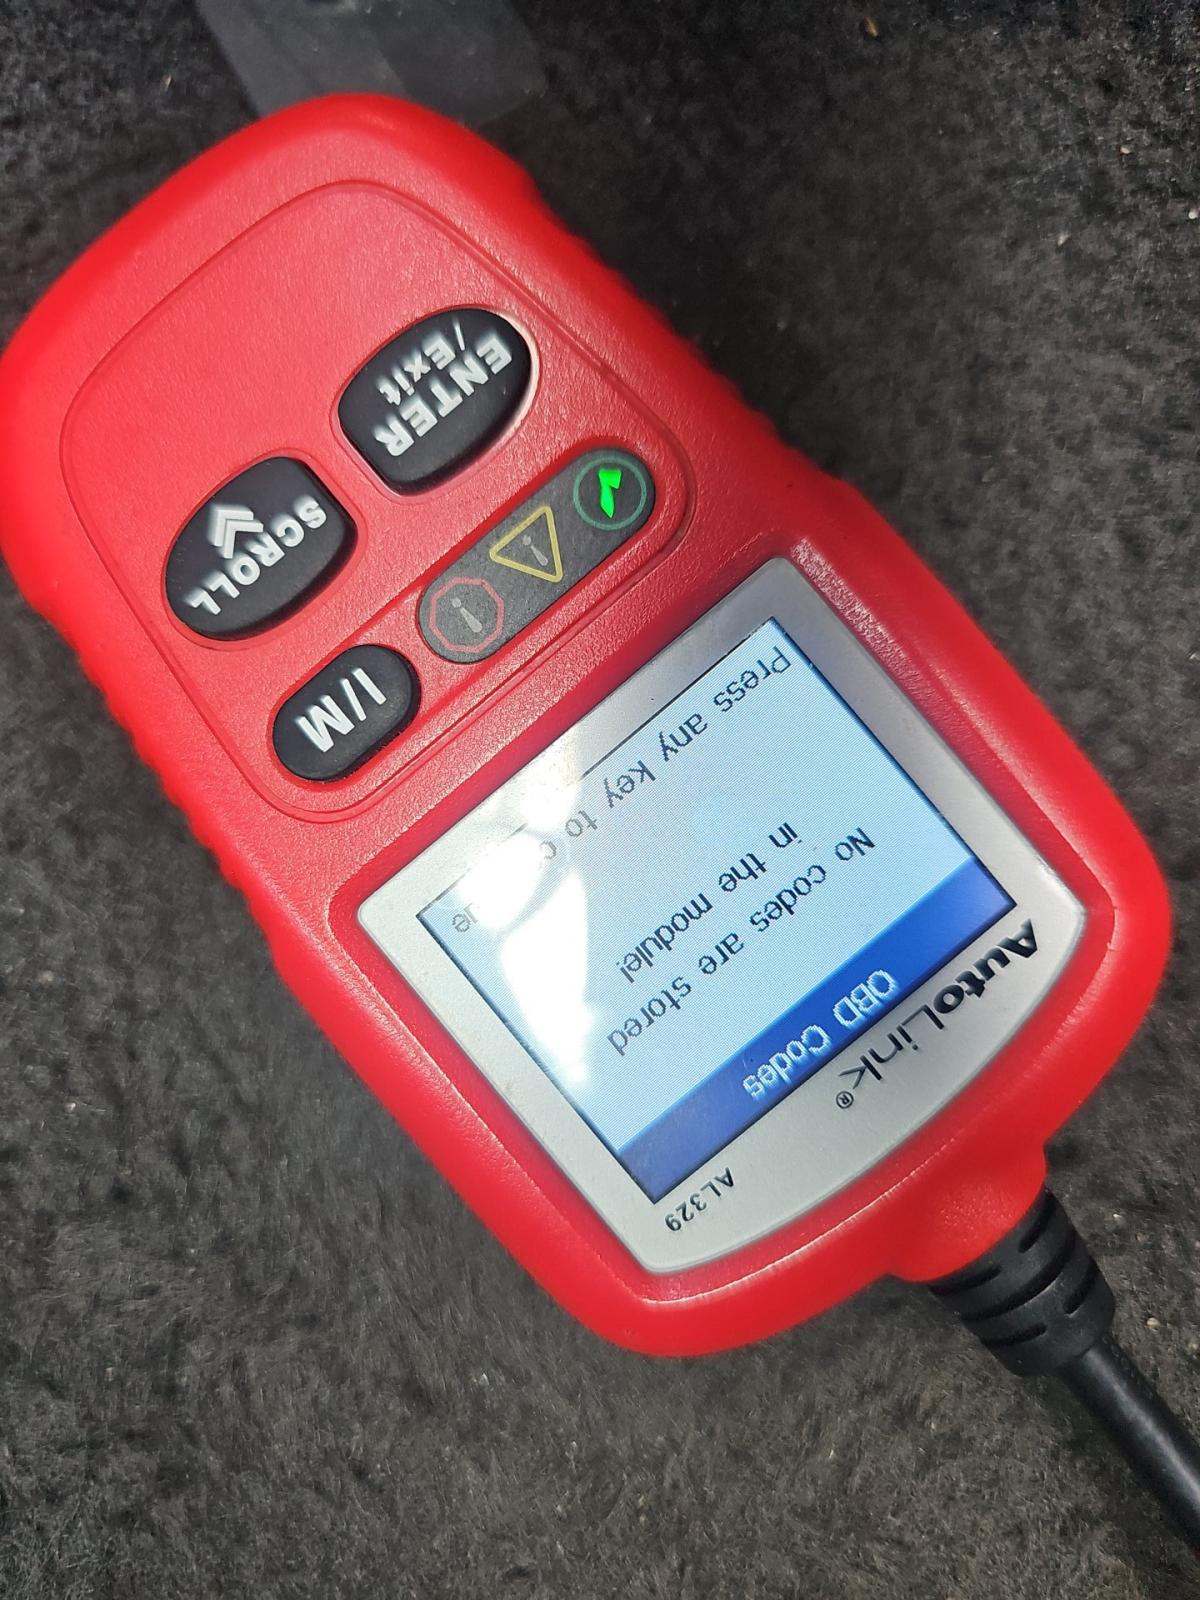 AL329
AutoLink®
OBD Codes
No codes are stored
in the module!
Press any key to
I/M
SCROLL
ENTER
/Exit